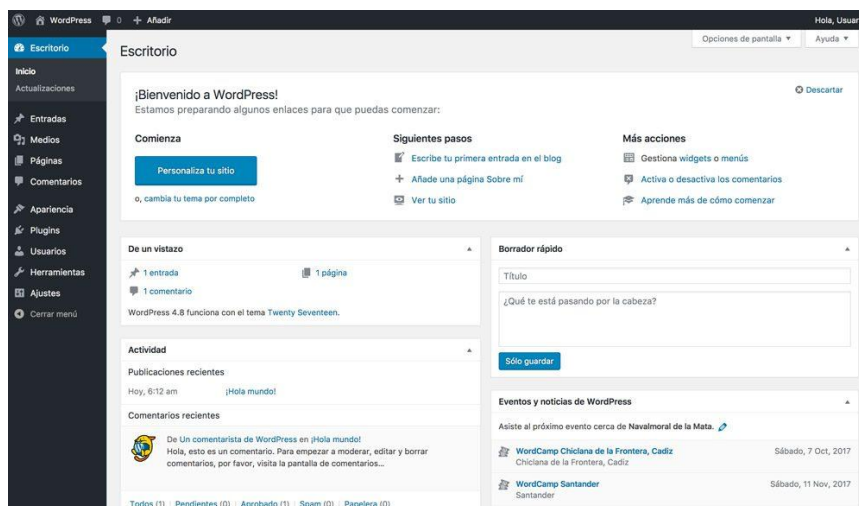 WordPress 0 + Añadir
Hola, Usuar
Opciones de pantalla
Ayuda
Escritorio
Inicio
Actualizaciones
Entradas
Medios
Páginas
Comentarios
Apariencia
Plugins
Usuarios
Herramientas
Ajustes
Cerrar menú
Escritorio
¡Bienvenido a WordPress!
Descartar
Estamos preparando algunos enlaces para que puedas comenzar:
Comienza
Personaliza tu sitio
o, cambia tu tema por completo
Siguientes pasos
Escribe tu primera entrada en el blog
Añade una página Sobre mí
Ver tu sitio
Más acciones
Gestiona widgets o menús
Activa o desactiva los comentarios
Aprende más de cómo comenzar
De un vistazo
1 entrada
1 página
1 comentario
WordPress 4.8 funciona con el tema Twenty Seventeen.
Actividad
Publicaciones recientes
Hoy, 6:12 am ¡Hola mundo!
Comentarios recientes
De Un comentarista de WordPress en ¡Hola mundo!
Hola, esto es un comentario. Para empezar a moderar, editar y borrar
comentarios, por favor, visita la pantalla de comentarios...
Todos (1) | Pendientes (0) | Aprobado (1) | Spam (0) | Papelera (0)
Borrador rápido
Título
¿Qué te está pasando por la cabeza?
Sólo guardar
Eventos y noticias de WordPress
Asiste al próximo evento cerca de Navalmoral de la Mata.
WordCamp Chiclana de la Frontera, Cadiz
Sábado, 7 Oct, 2017
Chiclana de la Frontera, Cadiz
WordCamp Santander
Sábado, 11 Nov, 2017
Santander